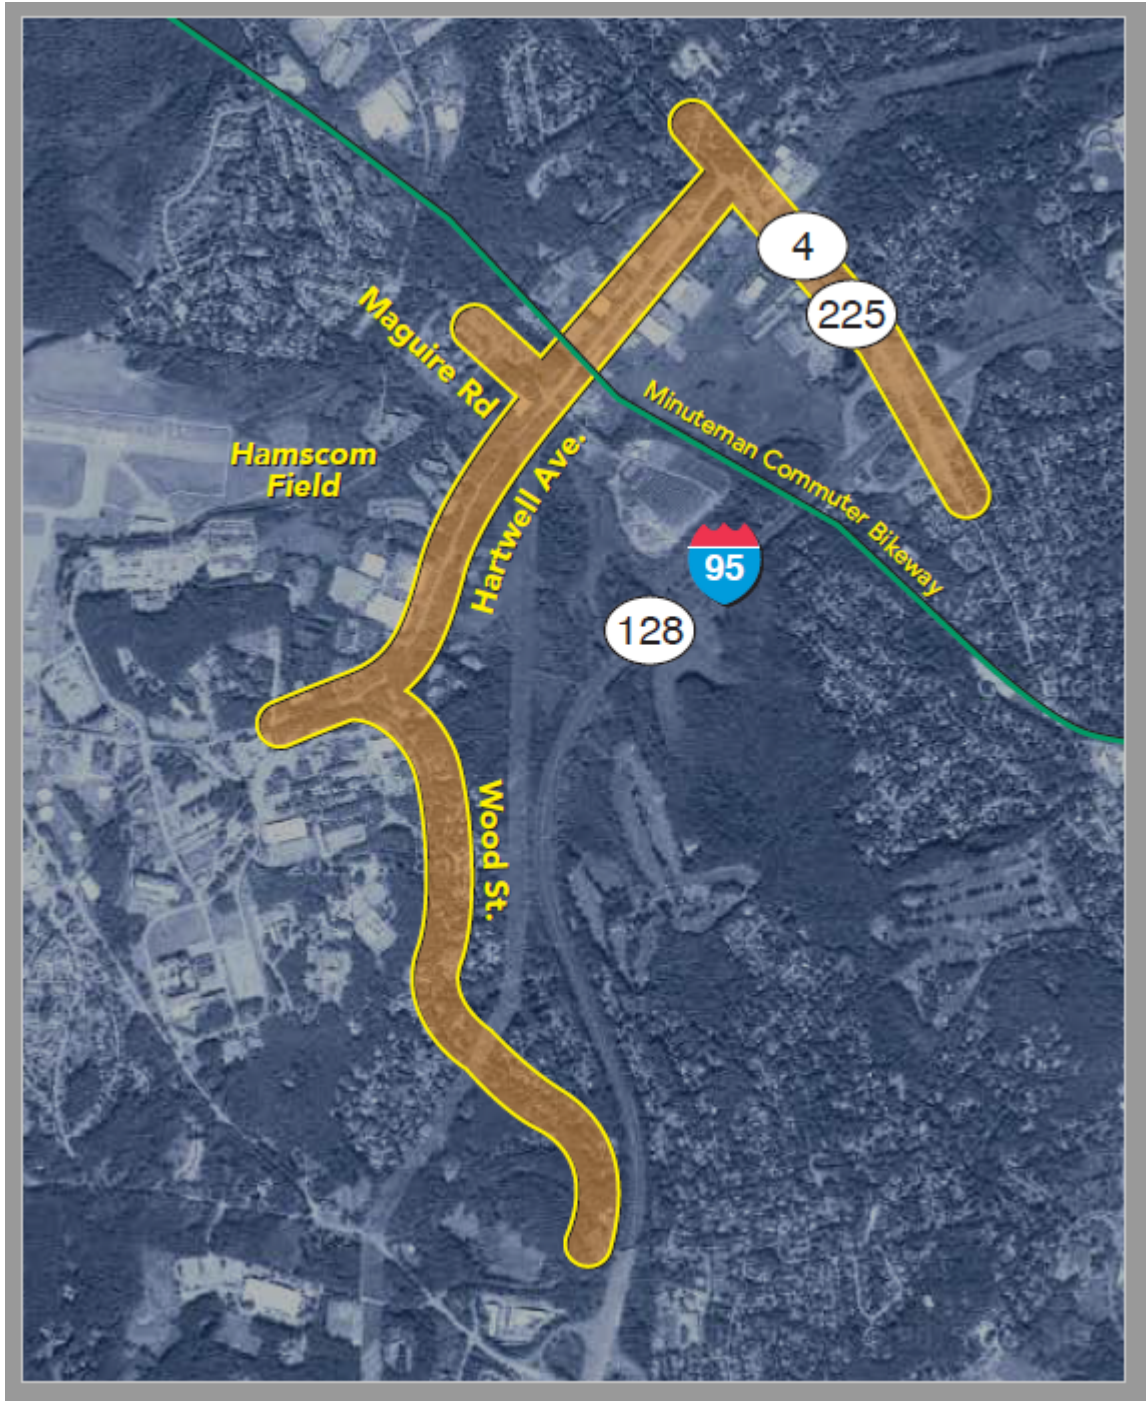 4
225
Maguire Rd
Minuteman Commuter Bikeway
Hamscom
Field
Hartwell Ave.
95
128
Wood St.